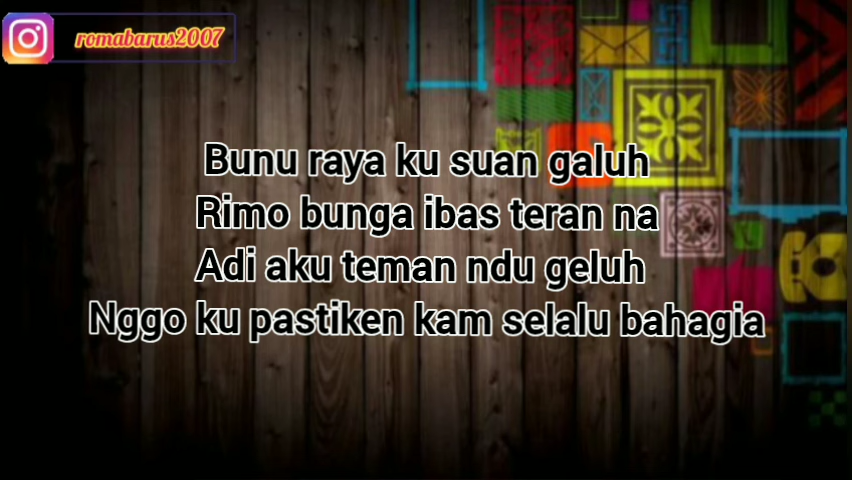 romabarus2007
Bunu raya ku suan galuh
Rimo bunga ibas teran na
Adi aku teman ndu geluh
Nggo ku pastiken kam selalu bahagia